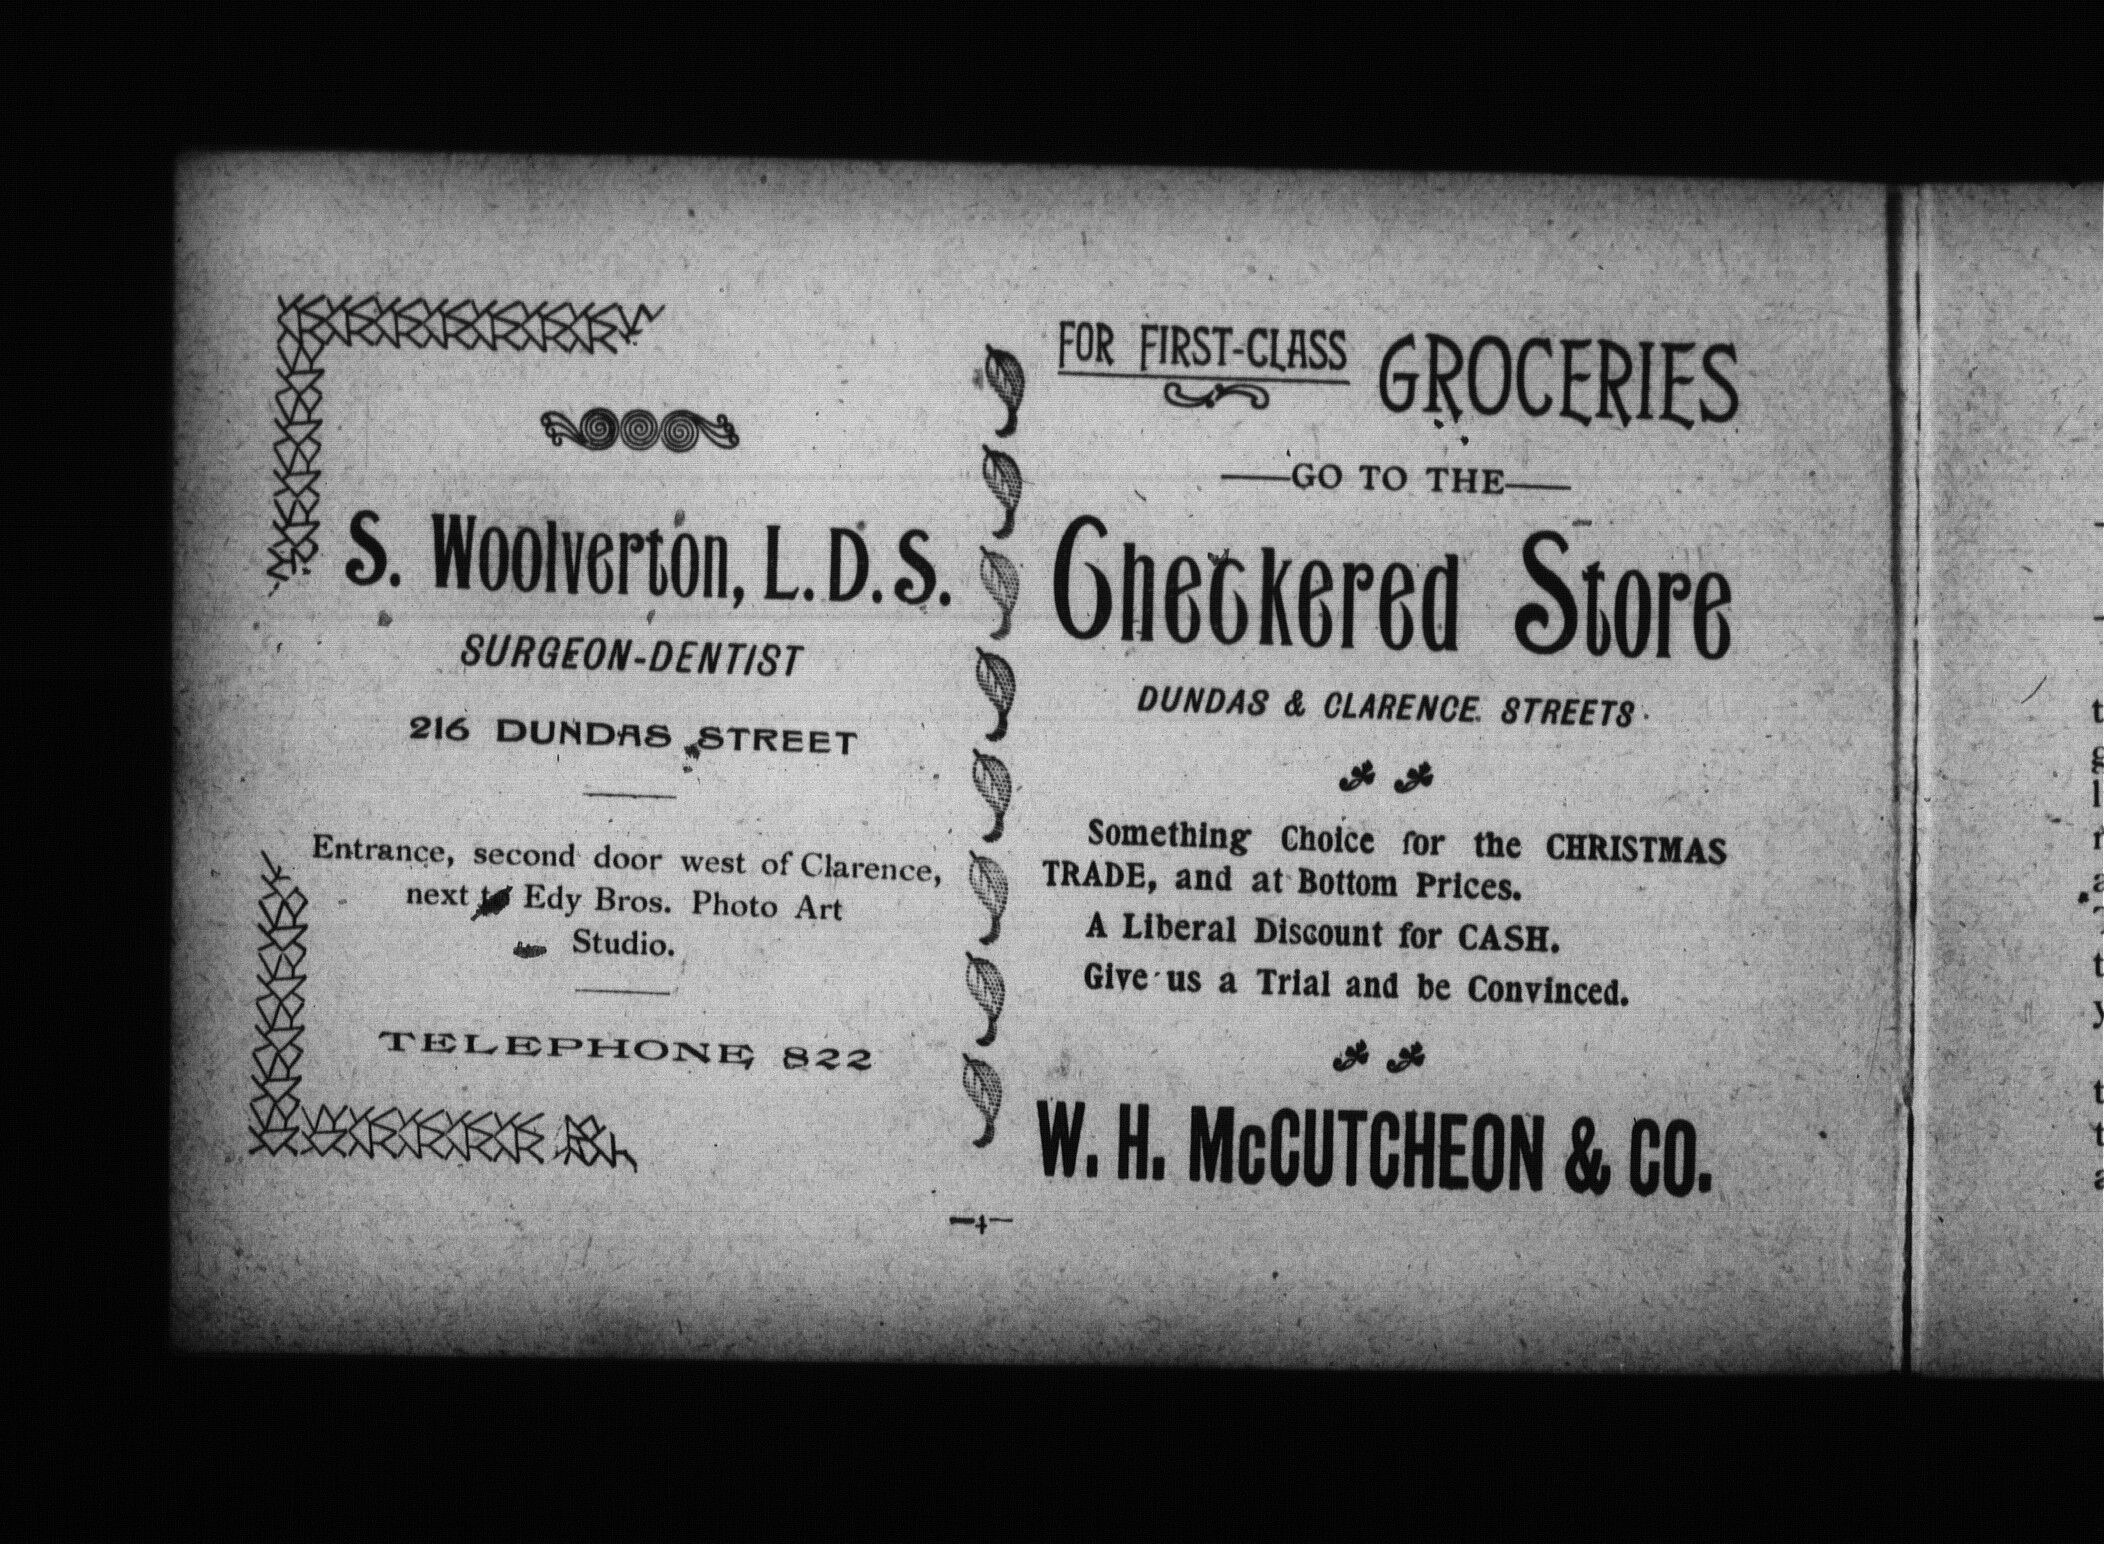 S. Woolverton, L.D.S.
SURGEON-DENTIST
216 DUNDAS STREET
Entrance, second door west of Clarence,
next to Edy Bros. Photo Art
Studio.
TELEPHONE 822
FOR FIRST-CLASS GROCERIES
GO TO THE
Checkered Store
DUNDAS & CLARENCE STREETS
Something Choice for the CHRISTMAS
TRADE, and at Bottom Prices.
A Liberal Discount for CASH.
Give us a Trial and be Convinced.
W. H. McCUTCHEON & CO.